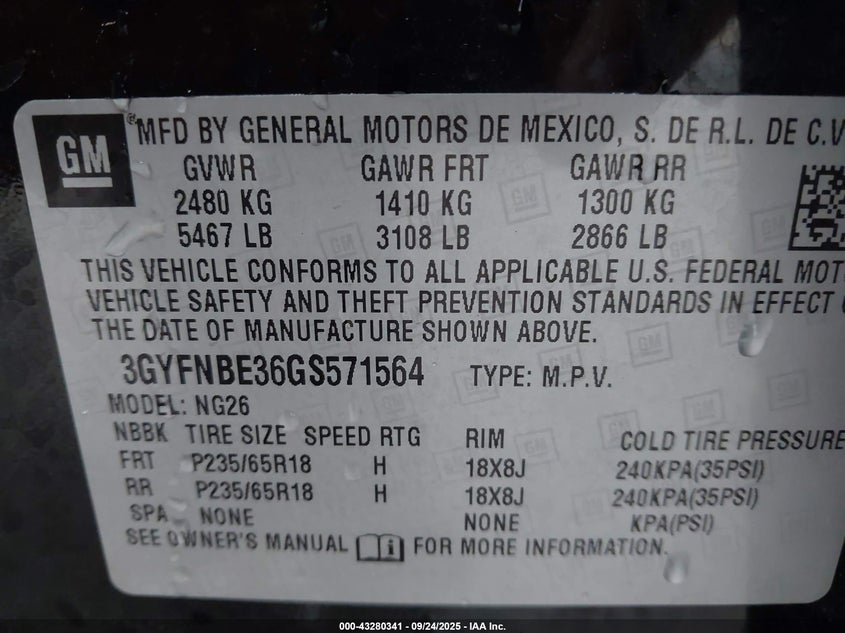 GM
®MFD BY GENERAL MOTORS DE MEXICO, S. DE R.L. DE C.V
GVWR GAWR FRT GAWR RR
2480 KG 1410 KG 1300 KG
5467 LB 3108 LB 2866 LB
THIS VEHICLE CONFORMS TO ALL APPLICABLE U.S. FEDERAL MOT
VEHICLE SAFETY AND THEFT PREVENTION STANDARDS IN EFFECT
THE DATE OF MANUFACTURE SHOWN ABOVE.
3GYFNBE36GS571564 TYPE: M.P.V.
MODEL: NG26
NBBK TIRE SIZE SPEED RTG RIM COLD TIRE PRESSURE
FRT P235/65R18 H 18X8J 240KPA(35PSI)
RR P235/65R18 H 18X8J 240KPA(35PSI)
SPA NONE NONE KPA(PSI)
SEE OWNER'S MANUAL FOR MORE INFORMATION.
000-43280341 - 09/24/2025 - IAA Inc.